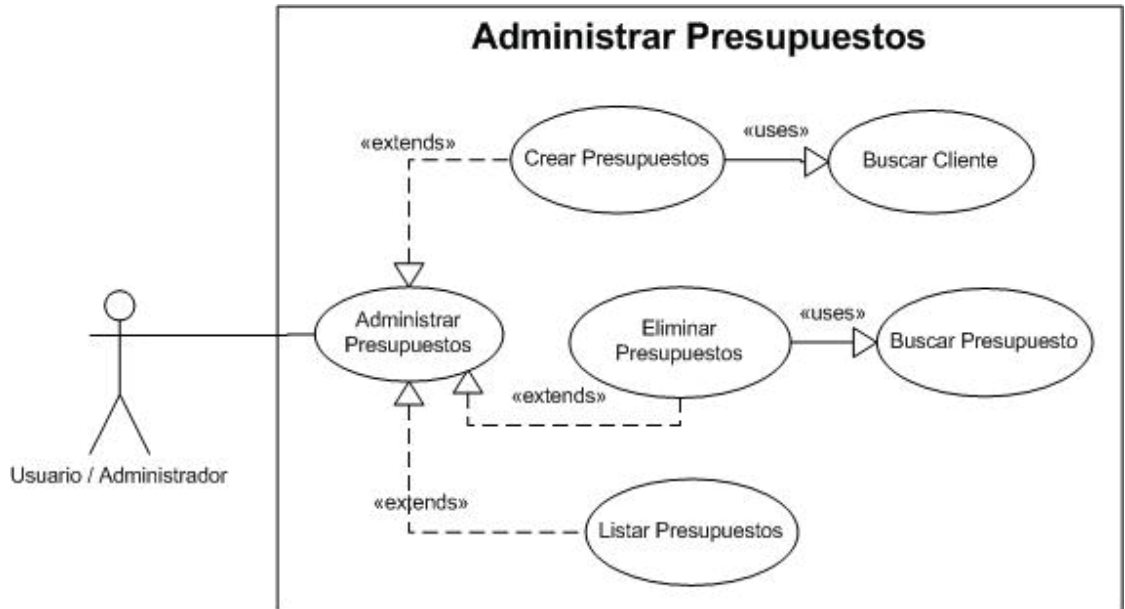 Administrar Presupuestos
«extends»
Crear Presupuestos
«uses»
Buscar Cliente
Administrar
Presupuestos
Eliminar
Presupuestos
«uses»
Buscar Presupuesto
«extends»
Usuario / Administrador
«extends»
Listar Presupuestos